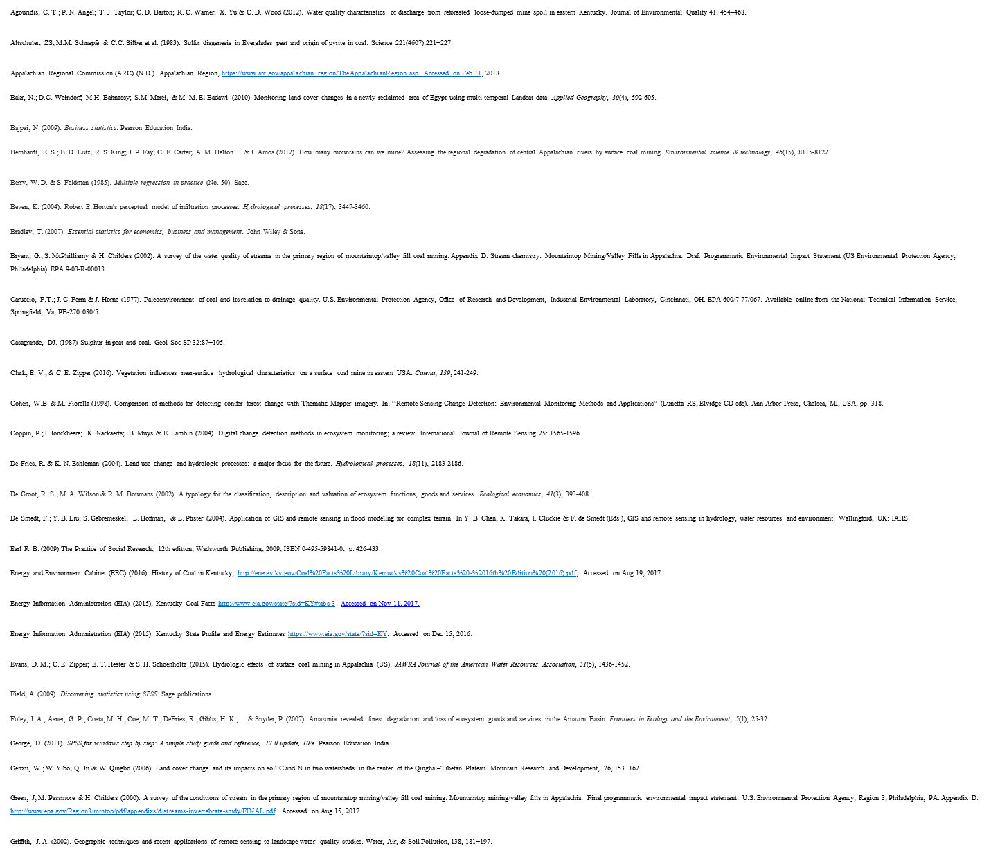 Agouridis, C. T.; P. N. Angel; T. J. Taylor; C. D. Barton; R. C. Warner; X. Yu & C. D. Wood (2012). Water quality characteristics of discharge from reforested loose-dumped mine spoil in eastern Kentucky. Journal of Environmental Quality 41: 454–468.
Altschuler, ZS; M.M. Schnepfe & C.C. Silber et al. (1983). Sulfur diagenesis in Everglades peat and origin of pyrite in coal. Science 221(4607):221–227.
Appalachian Regional Commission (ARC) (N.D.). Appalachian Region, https://www.arc.gov/appalachian_region/TheAppalachianRegion.asp Accessed on Feb 11, 2018.
Bakr, N.; D.C. Weindorf; M.H. Bahnassy; S.M. Marei, & M. M. El-Badawi (2010). Monitoring land cover changes in a newly reclaimed area of Egypt using multi-temporal Landsat data. Applied Geography, 30(4), 592-605.
Bajpai, N. (2009). Business statistics. Pearson Education India.
Bernhardt, E. S.; B. D. Lutz; R. S. King; J. P. Fay; C. E. Carter; A. M. Helton ... & J. Amos (2012). How many mountains can we mine? Assessing the regional degradation of central Appalachian rivers by surface coal mining. Environmental science & technology, 46(15), 8115-8122.
Berry, W. D. & S. Feldman (1985). Multiple regression in practice (No. 50). Sage.
Beven, K. (2004). Robert E. Horton's perceptual model of infiltration processes. Hydrological processes, 18(17), 3447-3460.
Bradley, T. (2007). Essential statistics for economics, business and management. John Wiley & Sons.
Bryant, G.; S. McPhilliamy & H. Childers (2002). A survey of the water quality of streams in the primary region of mountaintop/valley fill coal mining. Appendix D: Stream chemistry. Mountaintop Mining/Valley Fills in Appalachia: Draft Programmatic Environmental Impact Statement (US Environmental Protection Agency,
Philadelphia) EPA 9-03-R-00013.
Caruccio, F.T.; J. C. Ferm & J. Horne (1977). Paleoenvironment of coal and its relation to drainage quality. U.S. Environmental Protection Agency, Office of Research and Development, Industrial Environmental Laboratory, Cincinnati, OH. EPA 600/7-77/067. Available online from the National Technical Information Service,
Springfield, Va, PB-270 080/5.
Casagrande, DJ. (1987) Sulphur in peat and coal. Geol Soc SP 32:87–105.
Clark, E. V., & C. E. Zipper (2016). Vegetation influences near-surface hydrological characteristics on a surface coal mine in eastern USA. Catena, 139, 241-249.
Cohen, W.B. & M. Fiorella (1998). Comparison of methods for detecting conifer forest change with Thematic Mapper imagery. In: ‘‘Remote Sensing Change Detection: Environmental Monitoring Methods and Applications” (Lunetta RS, Elvidge CD eds). Ann Arbor Press, Chelsea, MI, USA, pp. 318.
Coppin, P.; I. Jonckheere; K. Nackaerts; B. Muys & E. Lambin (2004). Digital change detection methods in ecosystem monitoring; a review. International Journal of Remote Sensing 25: 1565-1596.
De Fries, R. & K. N. Eshleman (2004). Land-use change and hydrologic processes: a major focus for the future. Hydrological processes, 18(11), 2183-2186.
De Groot, R. S.; M. A. Wilson & R. M. Boumans (2002). A typology for the classification, description and valuation of ecosystem functions, goods and services. Ecological economics, 41(3), 393-408.
De Smedt, F.; Y. B. Liu; S. Gebremeskel; L. Hoffman, & L. Pfister (2004). Application of GIS and remote sensing in flood modeling for complex terrain. In Y. B. Chen, K. Takara, I. Cluckie & F. de Smedt (Eds.), GIS and remote sensing in hydrology, water resources and environment. Wallingford, UK: IAHS.
Earl R. B. (2009).The Practice of Social Research, 12th edition, Wadsworth Publishing, 2009, ISBN 0-495-59841-0, p. 426-433
Energy and Environment Cabinet (EEC) (2016). History of Coal in Kentucky, http://energy.ky.gov/Coal%20Facts%20Library/Kentucky%20Coal%20Facts%20-%2016th%20Edition%20(2016).pdf, Accessed on Aug 19, 2017.
Energy Information Administration (EIA) (2015), Kentucky Coal Facts http://www.eia.gov/state/?sid=KY#tabs-3 Accessed on Nov 11, 2017.
Energy Information Administration (EIA) (2015). Kentucky State Profile and Energy Estimates https://www.eia.gov/state/?sid=KY. Accessed on Dec 15, 2016.
Evans, D. M.; C. E. Zipper; E. T. Hester & S. H. Schoenholtz (2015). Hydrologic effects of surface coal mining in Appalachia (US). JAWRA Journal of the American Water Resources Association, 51(5), 1436-1452.
Field, A. (2009). Discovering statistics using SPSS. Sage publications.
Foley, J. A., Asner, G. P., Costa, M. H., Coe, M. T., DeFries, R., Gibbs, H. K., ... & Snyder, P. (2007). Amazonia revealed: forest degradation and loss of ecosystem goods and services in the Amazon Basin. Frontiers in Ecology and the Environment, 5(1), 25-32.
George, D. (2011). SPSS for windows step by step: A simple study guide and reference, 17.0 update, 10/e. Pearson Education India.
Genxu, W.; W. Yibo; Q. Ju & W. Qingbo (2006). Land cover change and its impacts on soil C and N in two watersheds in the center of the Qinghai–Tibetan Plateau. Mountain Research and Development, 26, 153–162.
Green, J; M. Passmore & H. Childers (2000). A survey of the conditions of stream in the primary region of mountaintop mining/valley fill coal mining. Mountaintop mining/valley fills in Appalachia. Final programmatic environmental impact statement. U.S. Environmental Protection Agency, Region 3, Philadelphia, PA. Appendix D.
http://www.epa.gov/Region3/mtntop/pdf/appendixs/d/streams-invertebrate-study/FINAL.pdf. Accessed on Aug 15, 2017
Griffith, J. A. (2002). Geographic techniques and recent applications of remote sensing to landscape-water quality studies. Water, Air, & Soil Pollution, 138, 181–197.